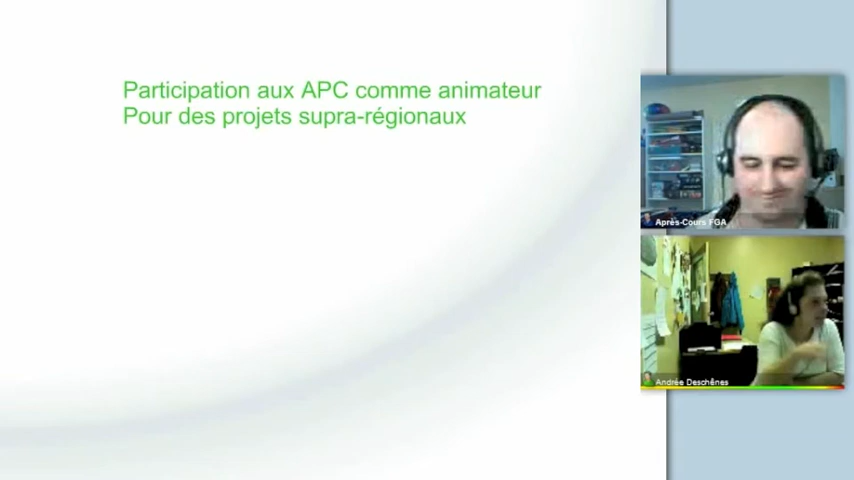 Participation aux APC comme animateur
Pour des projets supra-régionaux
Après-Cours FGA
Andrée Deschênes